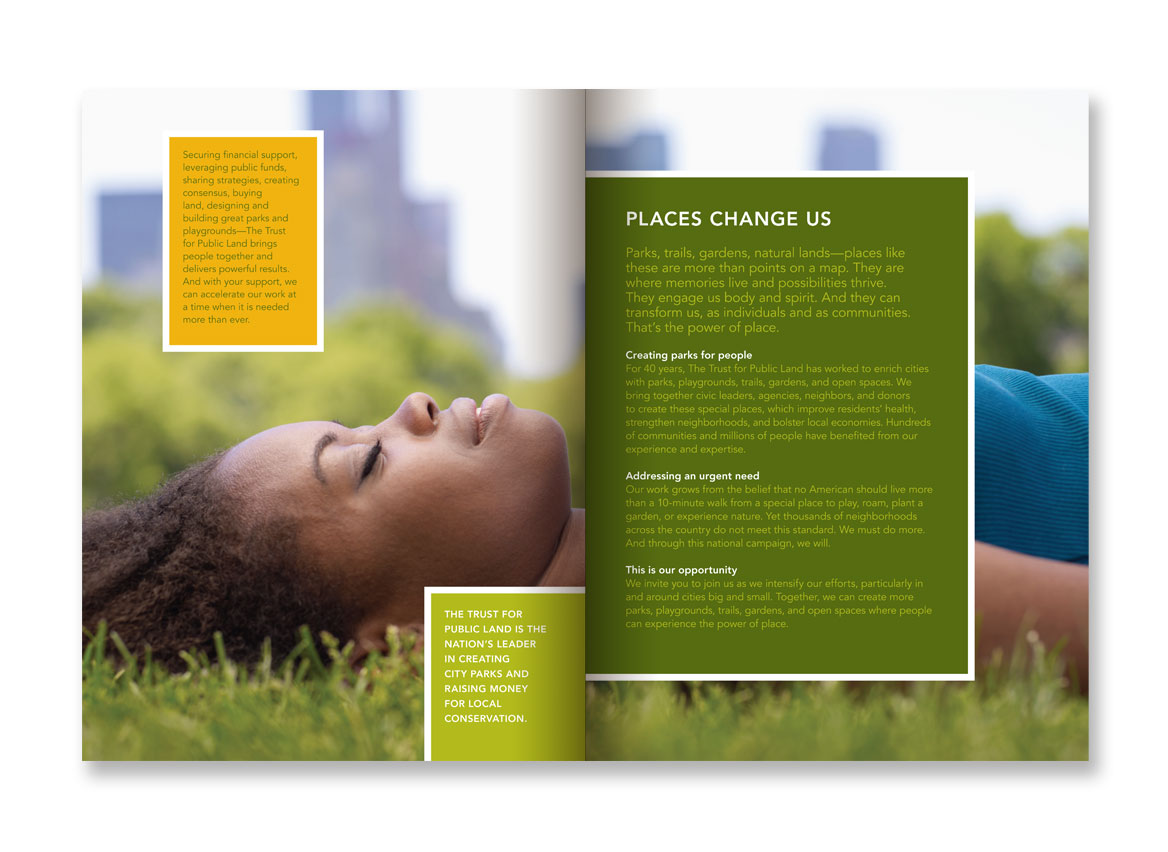 Securing financial support,
leveraging public funds,
sharing strategies, creating
consensus, buying
land, designing and
building great parks and
playgrounds—The Trust
for Public Land brings
people together and
delivers powerful results.
And with your support, we
can accelerate our work at
a time when it is needed
more than ever.
THE TRUST FOR
PUBLIC LAND IS THE
NATION'S LEADER
IN CREATING
CITY PARKS AND
RAISING MONEY
FOR LOCAL
CONSERVATION.
PLACES CHANGE US
Parks, trails, gardens, natural lands—places like
these are more than points on a map. They are
where memories live and possibilities thrive.
They engage us body and spirit. And they can
transform us, as individuals and as communities.
That's the power of place.
Creating parks for people
For 40 years, The Trust for Public Land has worked to enrich cities
with parks, playgrounds, trails, gardens, and open spaces. We
bring together civic leaders, agencies, neighbors, and donors
to create these special places, which improve residents' health,
strengthen neighborhoods, and bolster local economies. Hundreds
of communities and millions of people have benefited from our
experience and expertise.
Addressing an urgent need
Our work grows from the belief that no American should live more
than a 10-minute walk from a special place to play, roam, plant a
garden, or experience nature. Yet thousands of neighborhoods
across the country do not meet this standard. We must do more.
And through this national campaign, we will.
This is our opportunity
We invite you to join us as we intensify our efforts, particularly in
and around cities big and small. Together, we can create more
parks, playgrounds, trails, gardens, and open spaces where people
can experience the power of place.